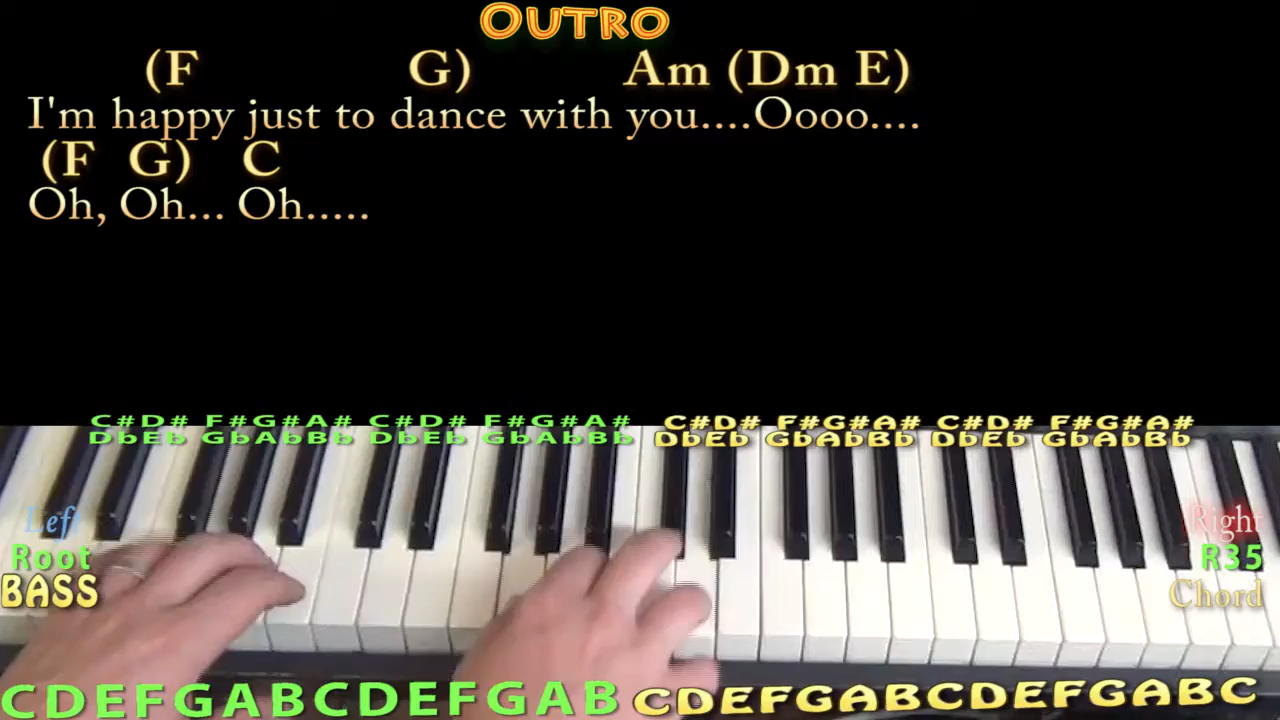 OUTRO
(F G) Am (Dm E)
I'm happy just to dance with you....Oooo....
(F G) C
Oh, Oh... Oh.....
C#D# F#G#A# C#D# F#G#A# C#D# F#G#A# C#D# F#G#A#
DbEb GbAbBb DbEb GbAbBb DbEb GbAbBb DbEb GbAbBb
Left Right
Root R35
BASS Chord
CDEFGABCDEFGAB CDEFGABCDEFGABC